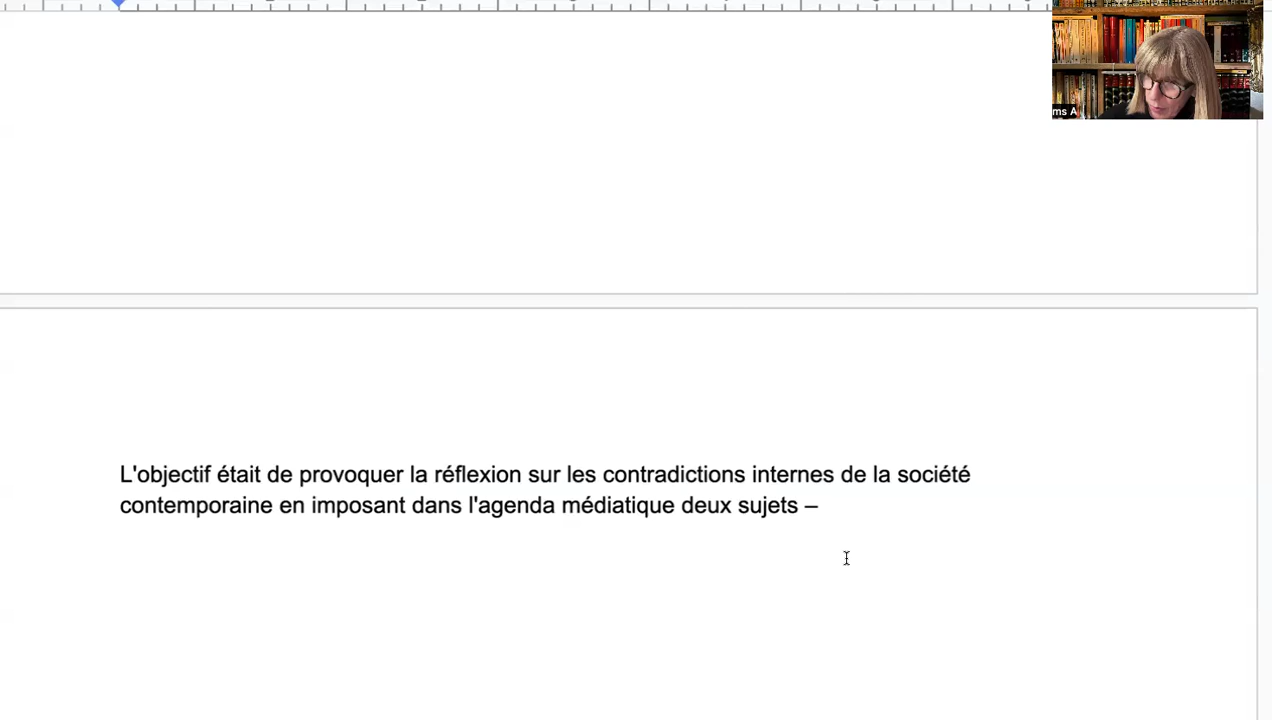 ms A
L'objectif était de provoquer la réflexion sur les contradictions internes de la société
contemporaine en imposant dans l'agenda médiatique deux sujets –